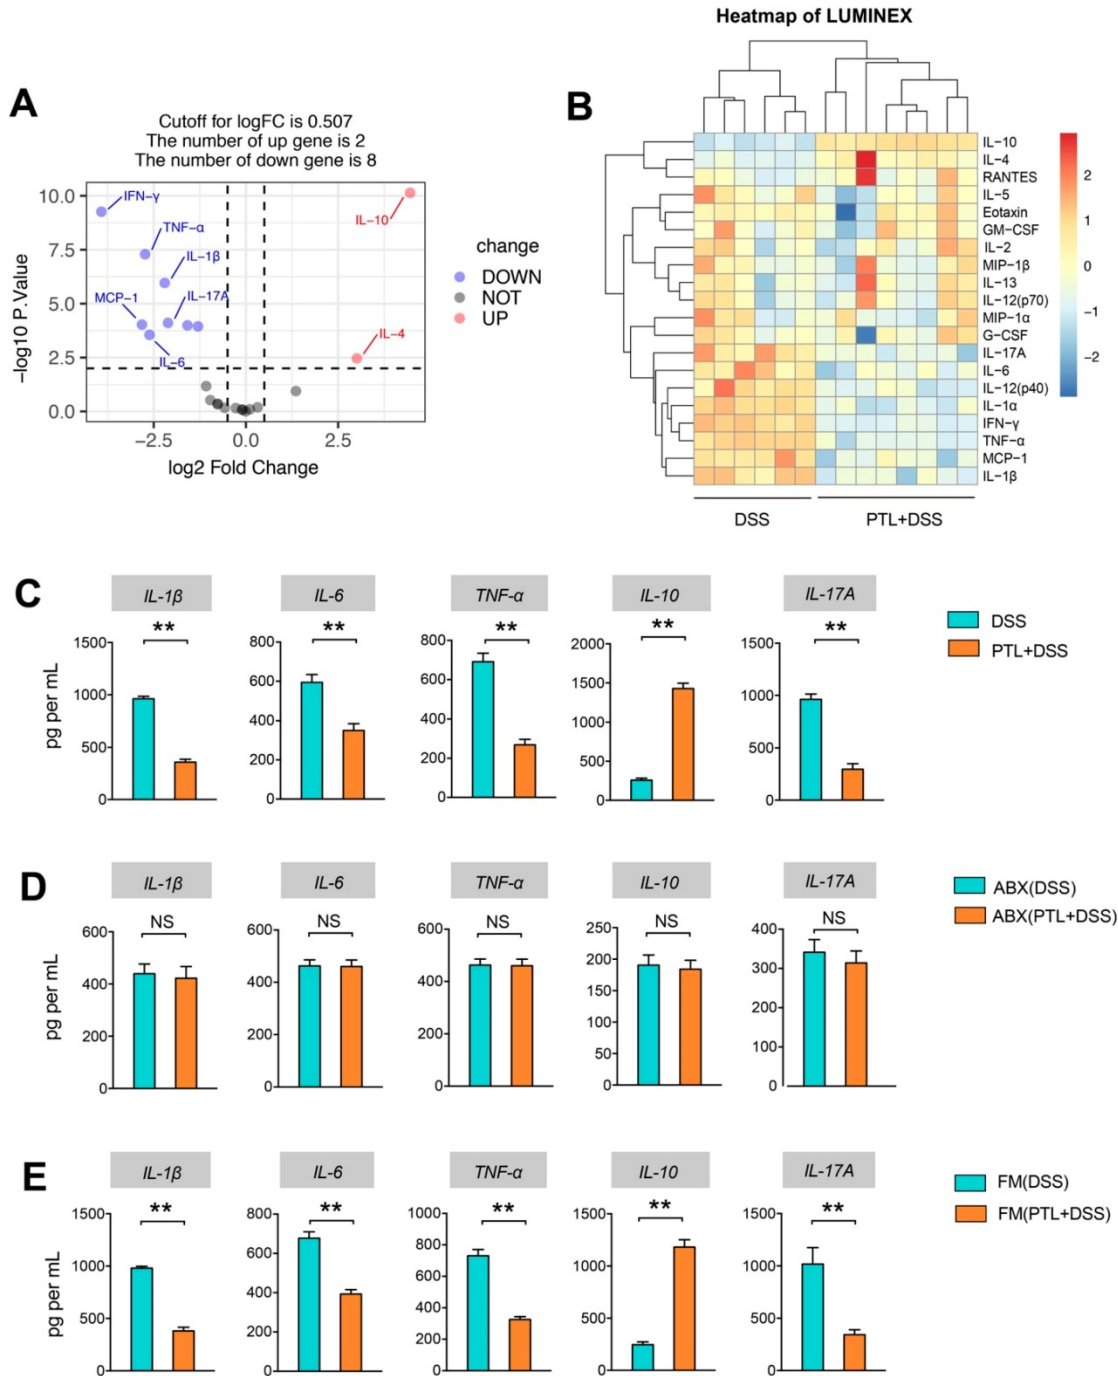 Heatmap of LUMINEX
A
B
Cutoff for logFC is 0.507
The number of up gene is 2
The number of down gene is 8
10.0
7.5
5.0
2.5
0.0
−log10 P.Value
IFN−γ
TNF−α
IL−1β
MCP−1
IL−17A
IL−6
IL−10
IL−4
−2.5
0.0
2.5
log2 Fold Change
change
DOWN
NOT
UP
IL−10
IL−4
RANTES
IL−5
Eotaxin
GM−CSF
IL−2
MIP−1β
IL−13
IL−12(p70)
MIP−1α
G−CSF
IL−17A
IL−6
IL−12(p40)
IL−1α
IFN−γ
TNF−α
MCP−1
IL−1β
2
1
0
−1
−2
DSS
PTL+DSS
C
IL-1β
IL-6
TNF-α
IL-10
IL-17A
**
**
**
**
**
pg per mL
1500
1000
500
0
800
600
400
200
0
800
600
400
200
0
2000
1500
1000
500
0
1500
1000
500
0
DSS
PTL+DSS
D
IL-1β
IL-6
TNF-α
IL-10
IL-17A
NS
NS
NS
NS
NS
pg per mL
600
400
200
0
600
400
200
0
600
400
200
0
250
200
150
100
50
0
400
300
200
100
0
ABX(DSS)
ABX(PTL+DSS)
E
IL-1β
IL-6
TNF-α
IL-10
IL-17A
**
**
**
**
**
pg per mL
1500
1000
500
0
800
600
400
200
0
1000
800
600
400
200
0
1500
1000
500
0
1500
1000
500
0
FM(DSS)
FM(PTL+DSS)